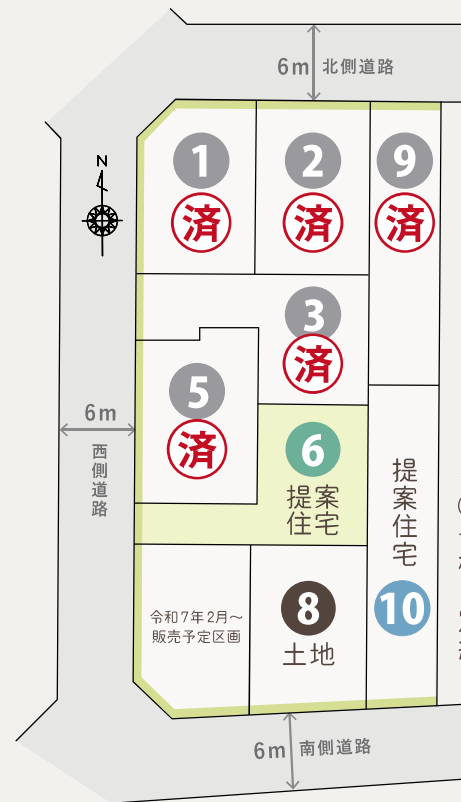 6m 北側道路
N
1
済
2
済
9
済
3
済
5
済
6m
西側道路
6
提案
住宅
提案住宅
10
令和7年2月～
販売予定区画
8
土地
6m 南側道路